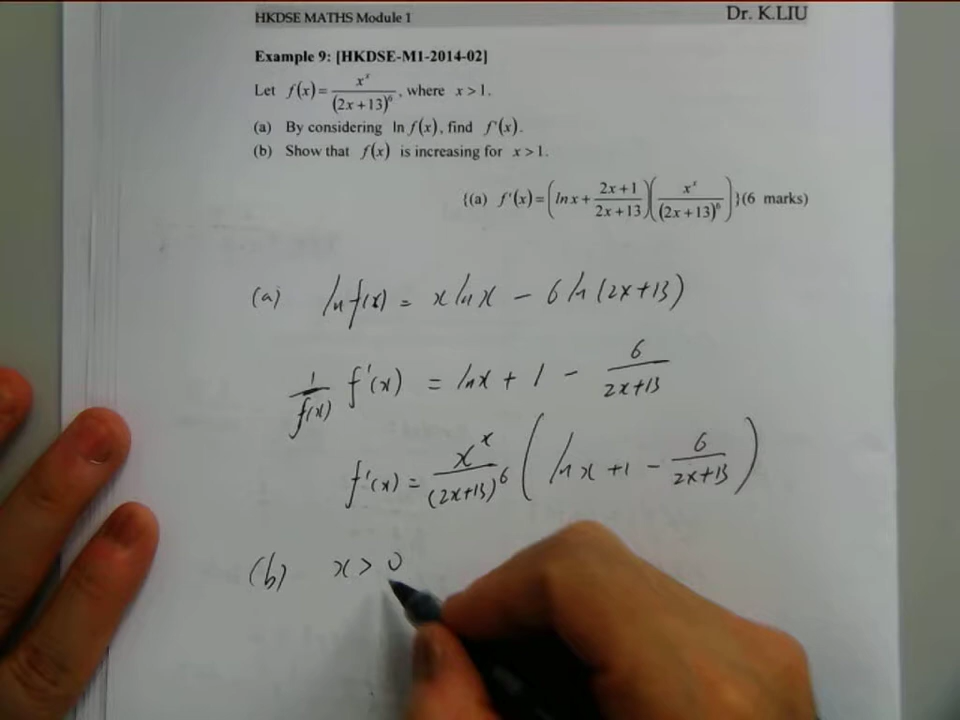 HKDSE MATHS Module 1 Dr. K.LIU
Example 9: [HKDSE-M1-2014-02]
Let f(x)= x^x/(2x+13)^6, where x>1.
(a) By considering ln f(x), find f'(x).
(b) Show that f(x) is increasing for x>1.
{(a) f'(x)=(ln x+ (2x+1)/(2x+13))(x^x/(2x+13)^6)}(6 marks)
(a) ln f(x) = x ln x - 6 ln (2x+13)
1/f(x) f'(x) = ln x + 1 - 6/(2x+13)
f'(x) = x^x/(2x+13)^6 ( ln x +1 - 6/(2x+13) )
(b) x > 0